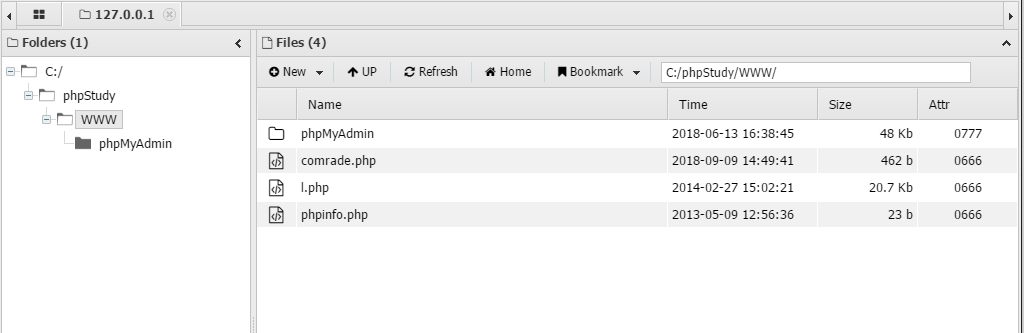 127.0.0.1
Folders (1)
Files (4)
C:/
phpStudy
WWW
phpMyAdmin
New UP Refresh Home Bookmark C:/phpStudy/WWW/
Name Time Size Attr
phpMyAdmin 2018-06-13 16:38:45 48 Kb 0777
comrade.php 2018-09-09 14:49:41 462 b 0666
l.php 2014-02-27 15:02:21 20.7 Kb 0666
phpinfo.php 2013-05-09 12:56:36 23 b 0666